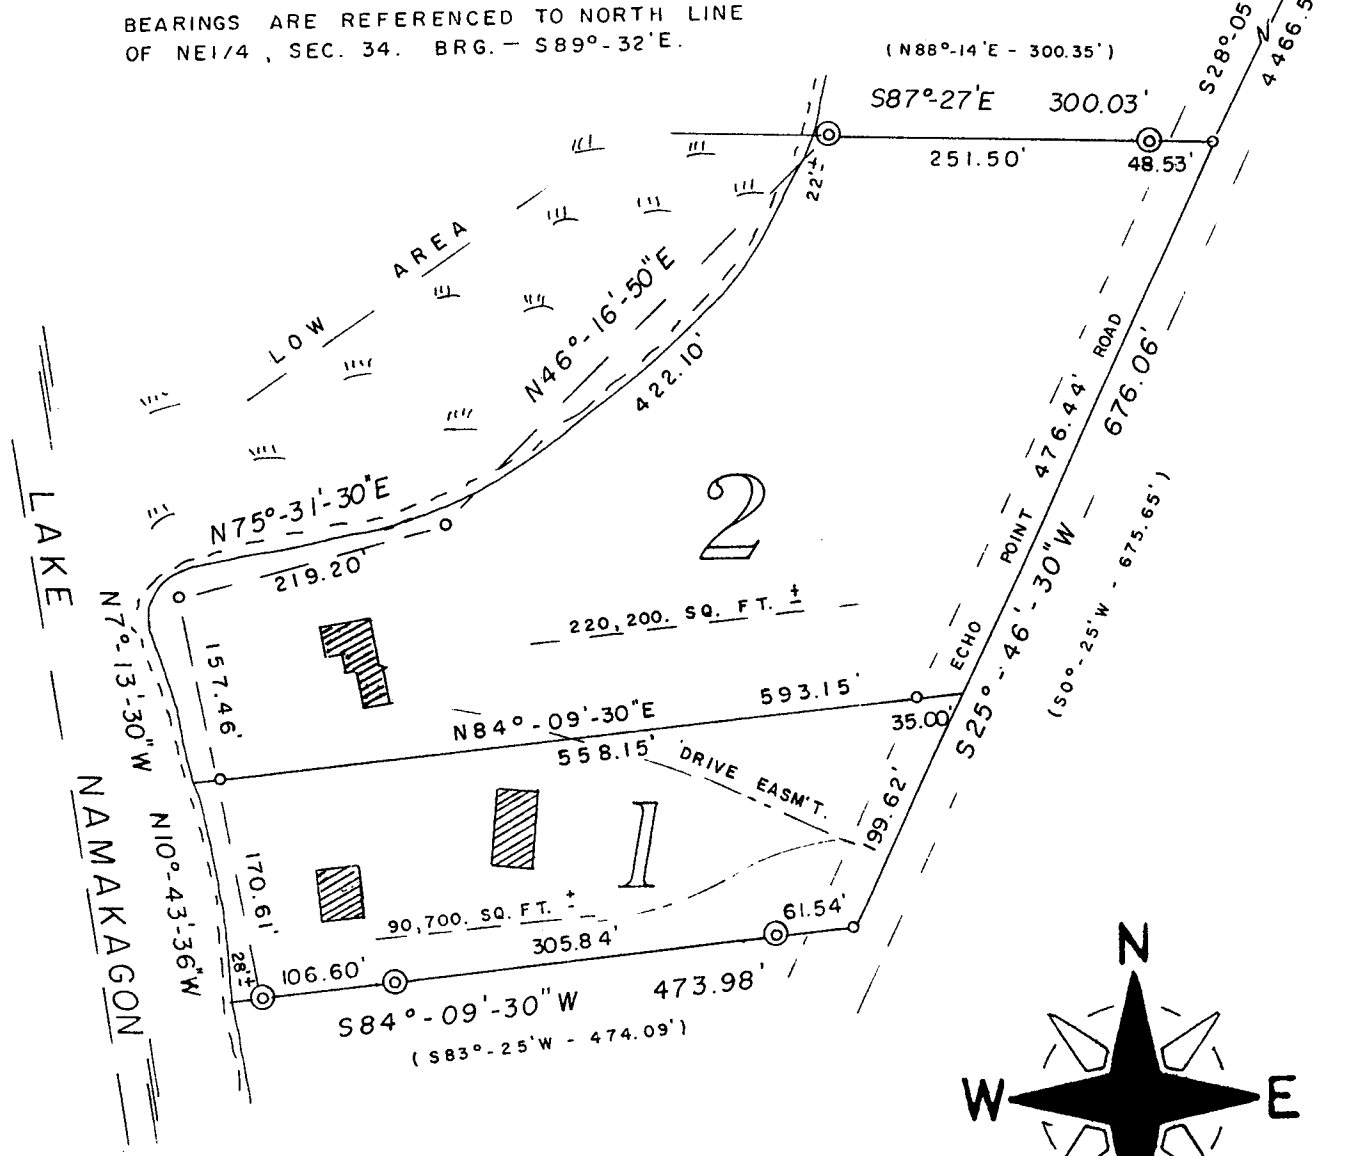 BEARINGS ARE REFERENCED TO NORTH LINE
OF NE1/4 , SEC. 34. BRG. — S89°-32'E.
(N88°-14'E - 300.35')
S87°-27'E 300.03'
251.50'
48.53'
S28°-05
4466.5
22'±
LOW AREA
N46°-16'-50"E
422.10'
N75°-31'-30"E
219.20'
ECHO POINT ROAD
476.44'
676.06'
S25°-46'-30"W
(S0°-25'W - 675.65')
2
220,200. SQ. FT. ±
LAKE NAMAKAGON
N7°-13'-30"W
157.46'
N84°-09'-30"E 593.15'
558.15'
35.00'
DRIVE EASM'T.
199.62'
N10°-43'-36"W
170.61'
1
90,700. SQ. FT. ±
28'±
106.60'
305.84'
61.54'
S84°-09'-30"W 473.98'
(S83°-25'W - 474.09')
N
W
E